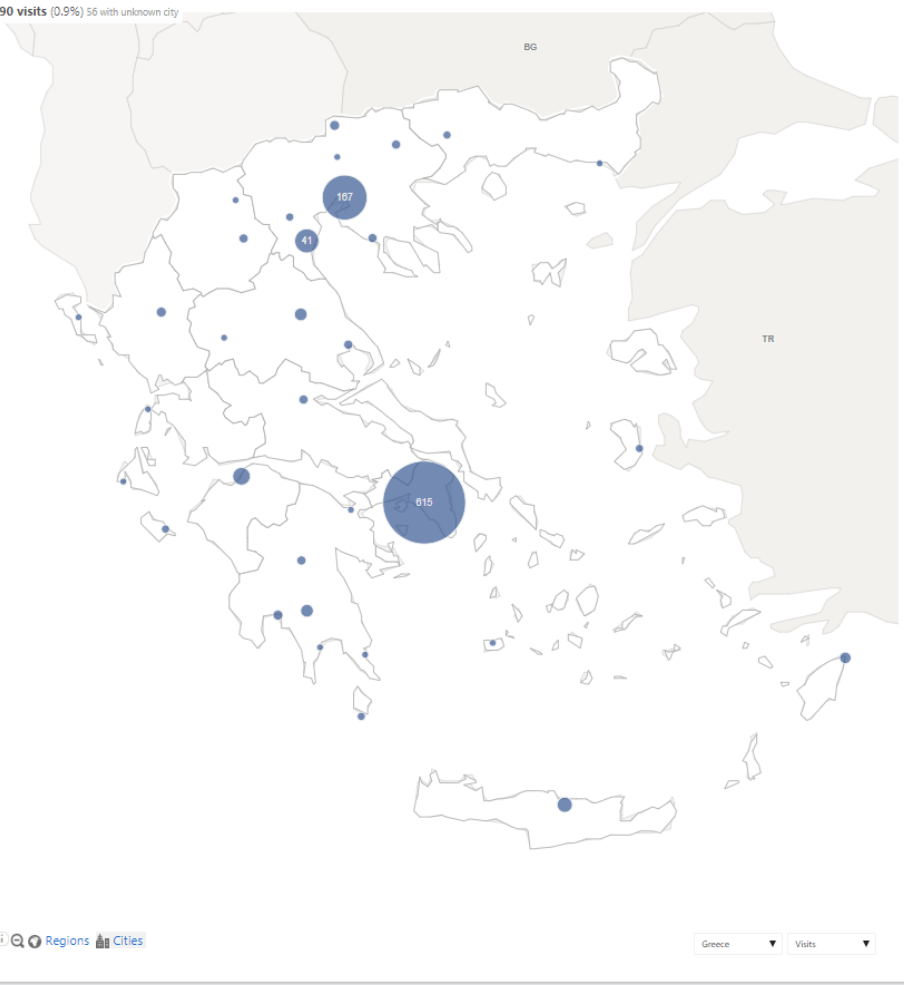 90 visits (0.9%) 56 with unknown city
BG
167
41
TR
615
Regions Cities
Greece ▼ Visits ▼